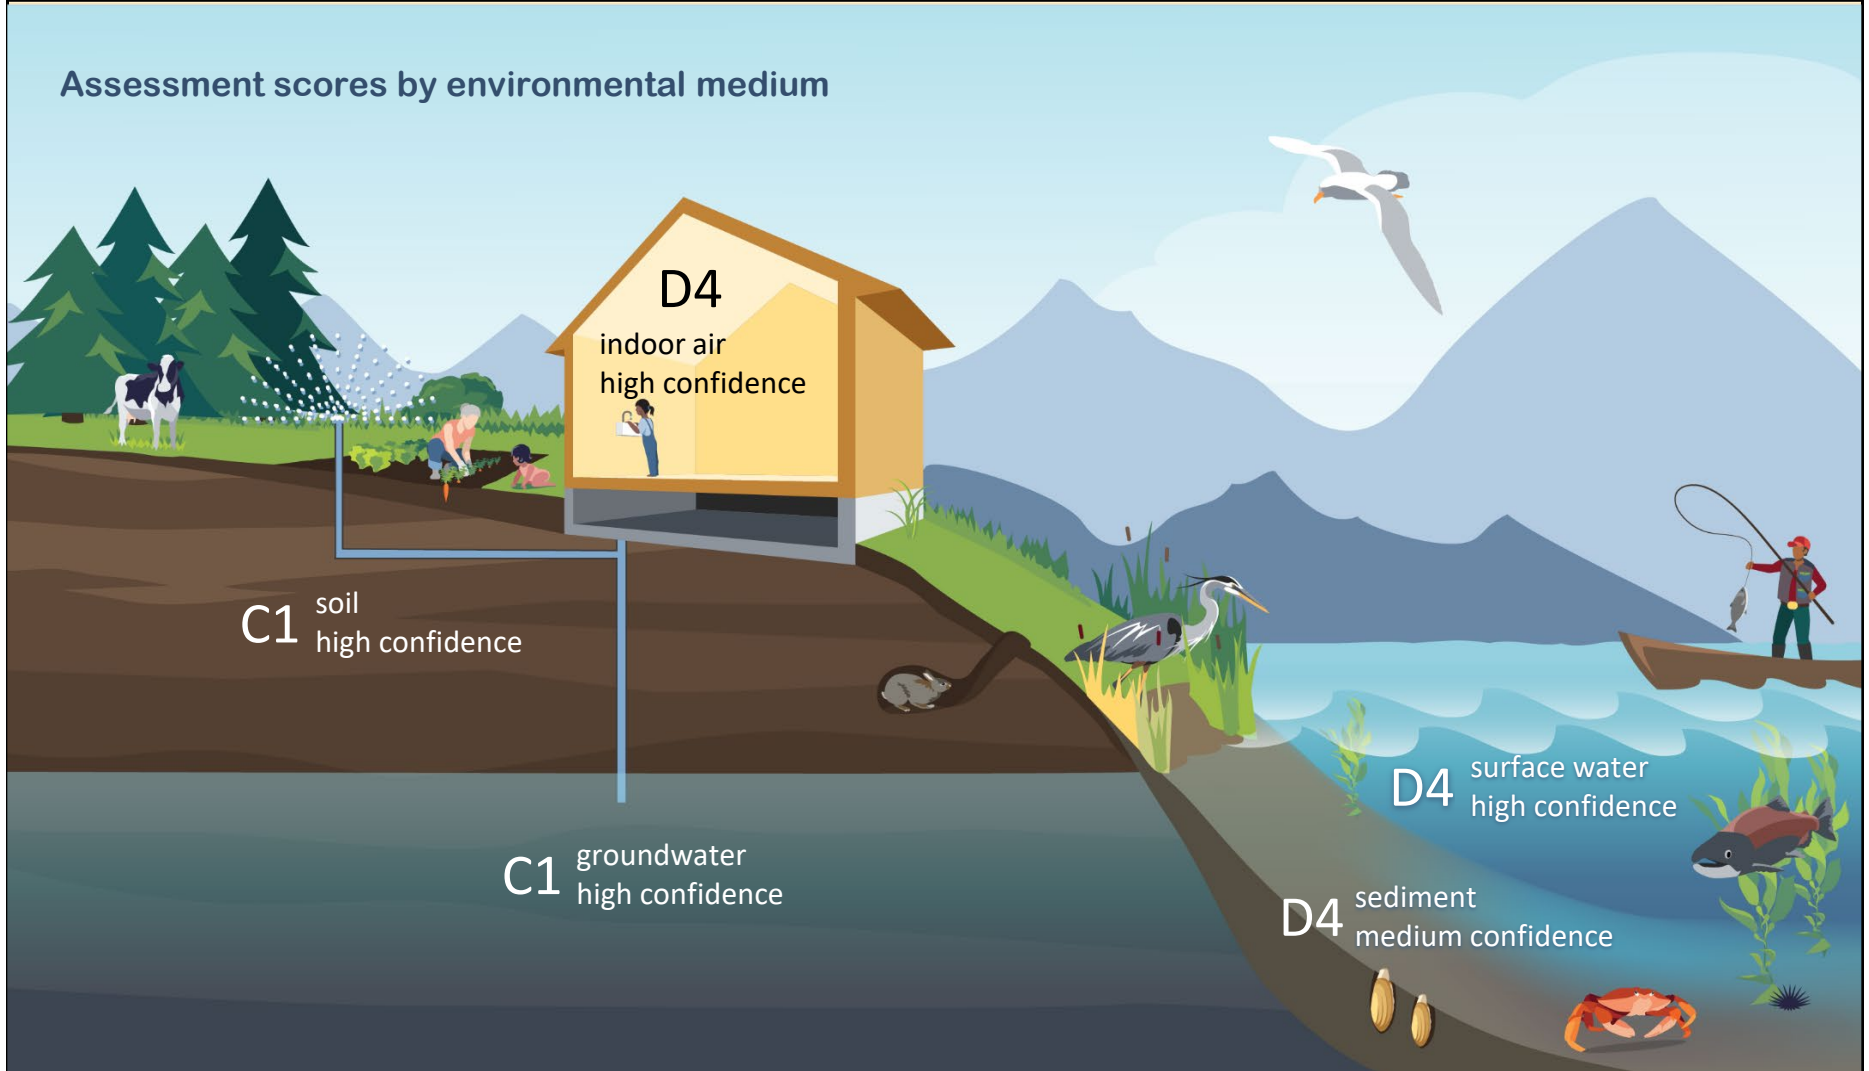 Assessment scores by environmental medium
D4
indoor air
high confidence
C1
soil
high confidence
D4
surface water
high confidence
C1
groundwater
high confidence
D4
sediment
medium confidence